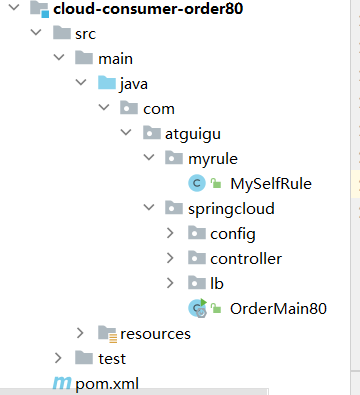 cloud-consumer-order80
src
main
java
com
atguigu
myrule
MySelfRule
springcloud
config
controller
lb
OrderMain80
resources
test
pom.xml